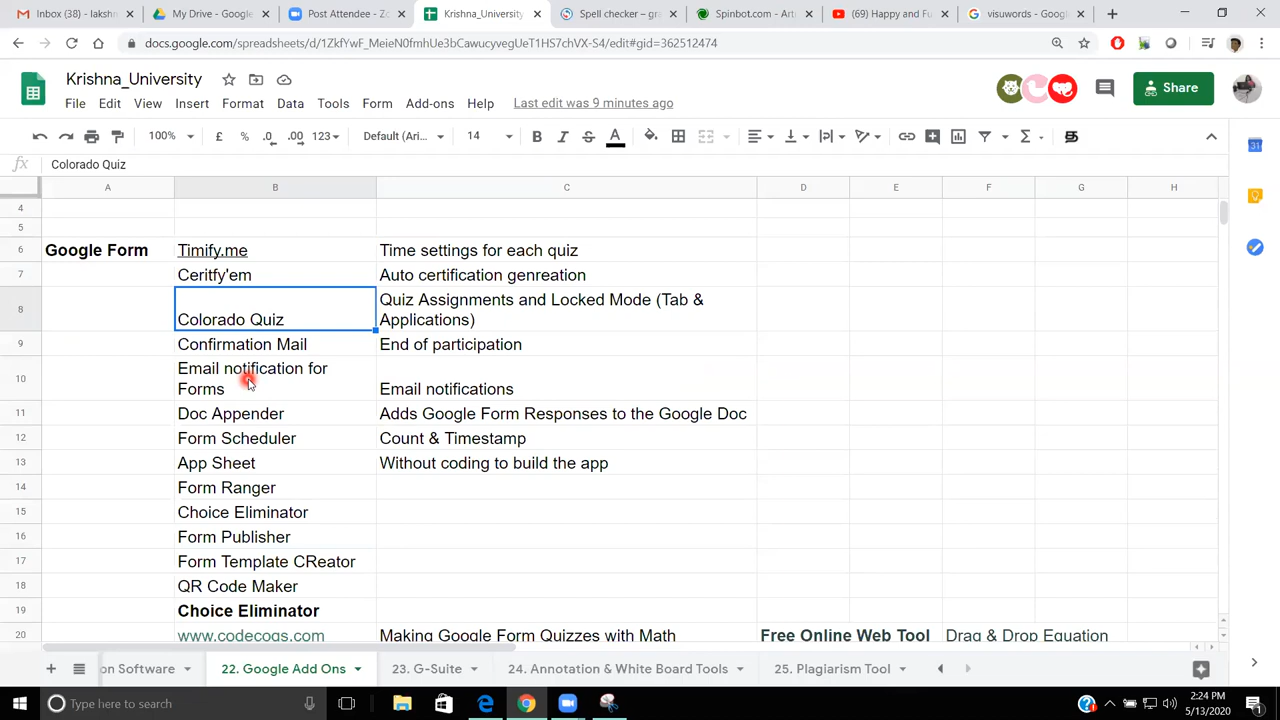 Inbox (38) - lakshm
My Drive - Google
Post Attendee - Zo
Krishna_University
Spell checker – gra
Spinbot.com - Arti
(69) Happy and Fu
visuwords - Googl
docs.google.com/spreadsheets/d/1ZkfYwF_MeieN0fmhUe3bCawucyveqUeT1HS7chVX-S4/edit#gid=362512474
Krishna_University
Share
File Edit View Insert Format Data Tools Form Add-ons Help Last edit was 9 minutes ago
100% £ % .0 .00 123 Default (Ari... 14 B I S A Σ
fx Colorado Quiz
A B C D E F G H
4
5
6 Google Form Timify.me Time settings for each quiz
7 Ceritfy'em Auto certification genreation
8 Colorado Quiz Quiz Assignments and Locked Mode (Tab &
Applications)
9 Confirmation Mail End of participation
10 Email notification for
Forms Email notifications
11 Doc Appender Adds Google Form Responses to the Google Doc
12 Form Scheduler Count & Timestamp
13 App Sheet Without coding to build the app
14 Form Ranger
15 Choice Eliminator
16 Form Publisher
17 Form Template CReator
18 QR Code Maker
19 Choice Eliminator
20 www.codecogs.com Making Google Form Quizzes with Math Free Online Web Tool Drag & Drop Equation
on Software 22. Google Add Ons 23. G-Suite 24. Annotation & White Board Tools 25. Plagiarism Tool
31
Type here to search
2:24 PM
5/13/2020
1